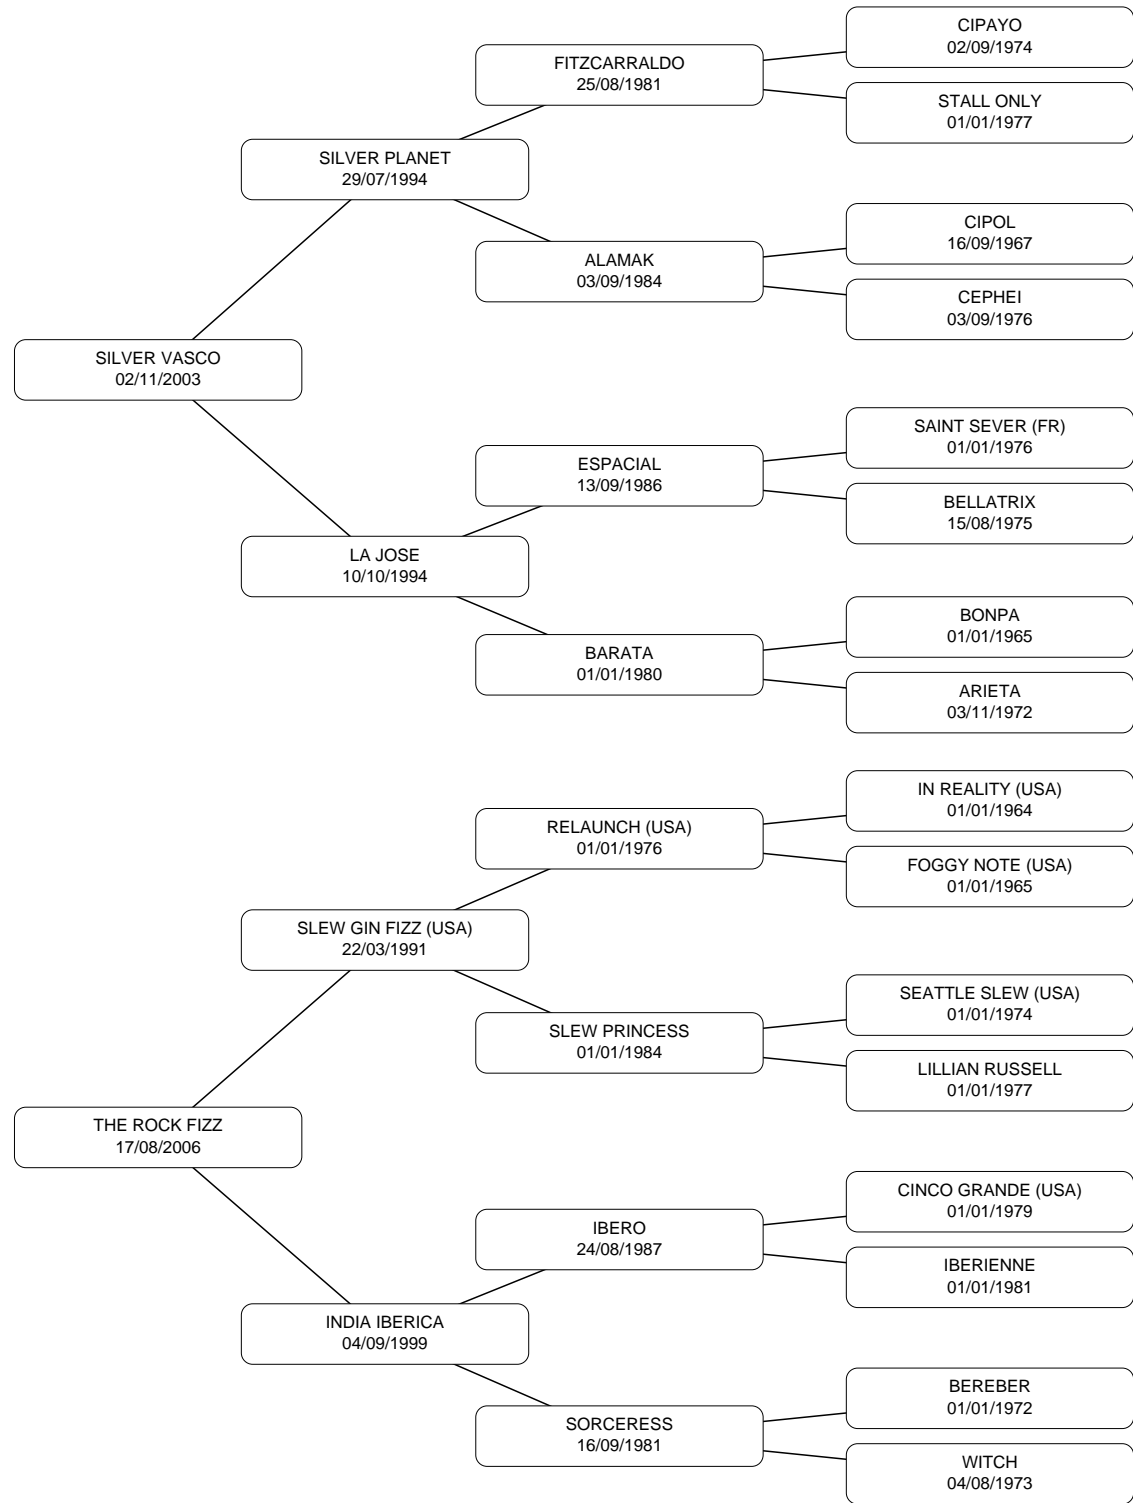 CIPAYO
02/09/1974
FITZCARRALDO
25/08/1981
STALL ONLY
01/01/1977
SILVER PLANET
29/07/1994
CIPOL
16/09/1967
ALAMAK
03/09/1984
CEPHEI
03/09/1976
SILVER VASCO
02/11/2003
SAINT SEVER (FR)
01/01/1976
ESPACIAL
13/09/1986
BELLATRIX
15/08/1975
LA JOSE
10/10/1994
BONPA
01/01/1965
BARATA
01/01/1980
ARIETA
03/11/1972
IN REALITY (USA)
01/01/1964
RELAUNCH (USA)
01/01/1976
FOGGY NOTE (USA)
01/01/1965
SLEW GIN FIZZ (USA)
22/03/1991
SEATTLE SLEW (USA)
01/01/1974
SLEW PRINCESS
01/01/1984
LILLIAN RUSSELL
01/01/1977
THE ROCK FIZZ
17/08/2006
CINCO GRANDE (USA)
01/01/1979
IBERO
24/08/1987
IBERIENNE
01/01/1981
INDIA IBERICA
04/09/1999
BEREBER
01/01/1972
SORCERESS
16/09/1981
WITCH
04/08/1973